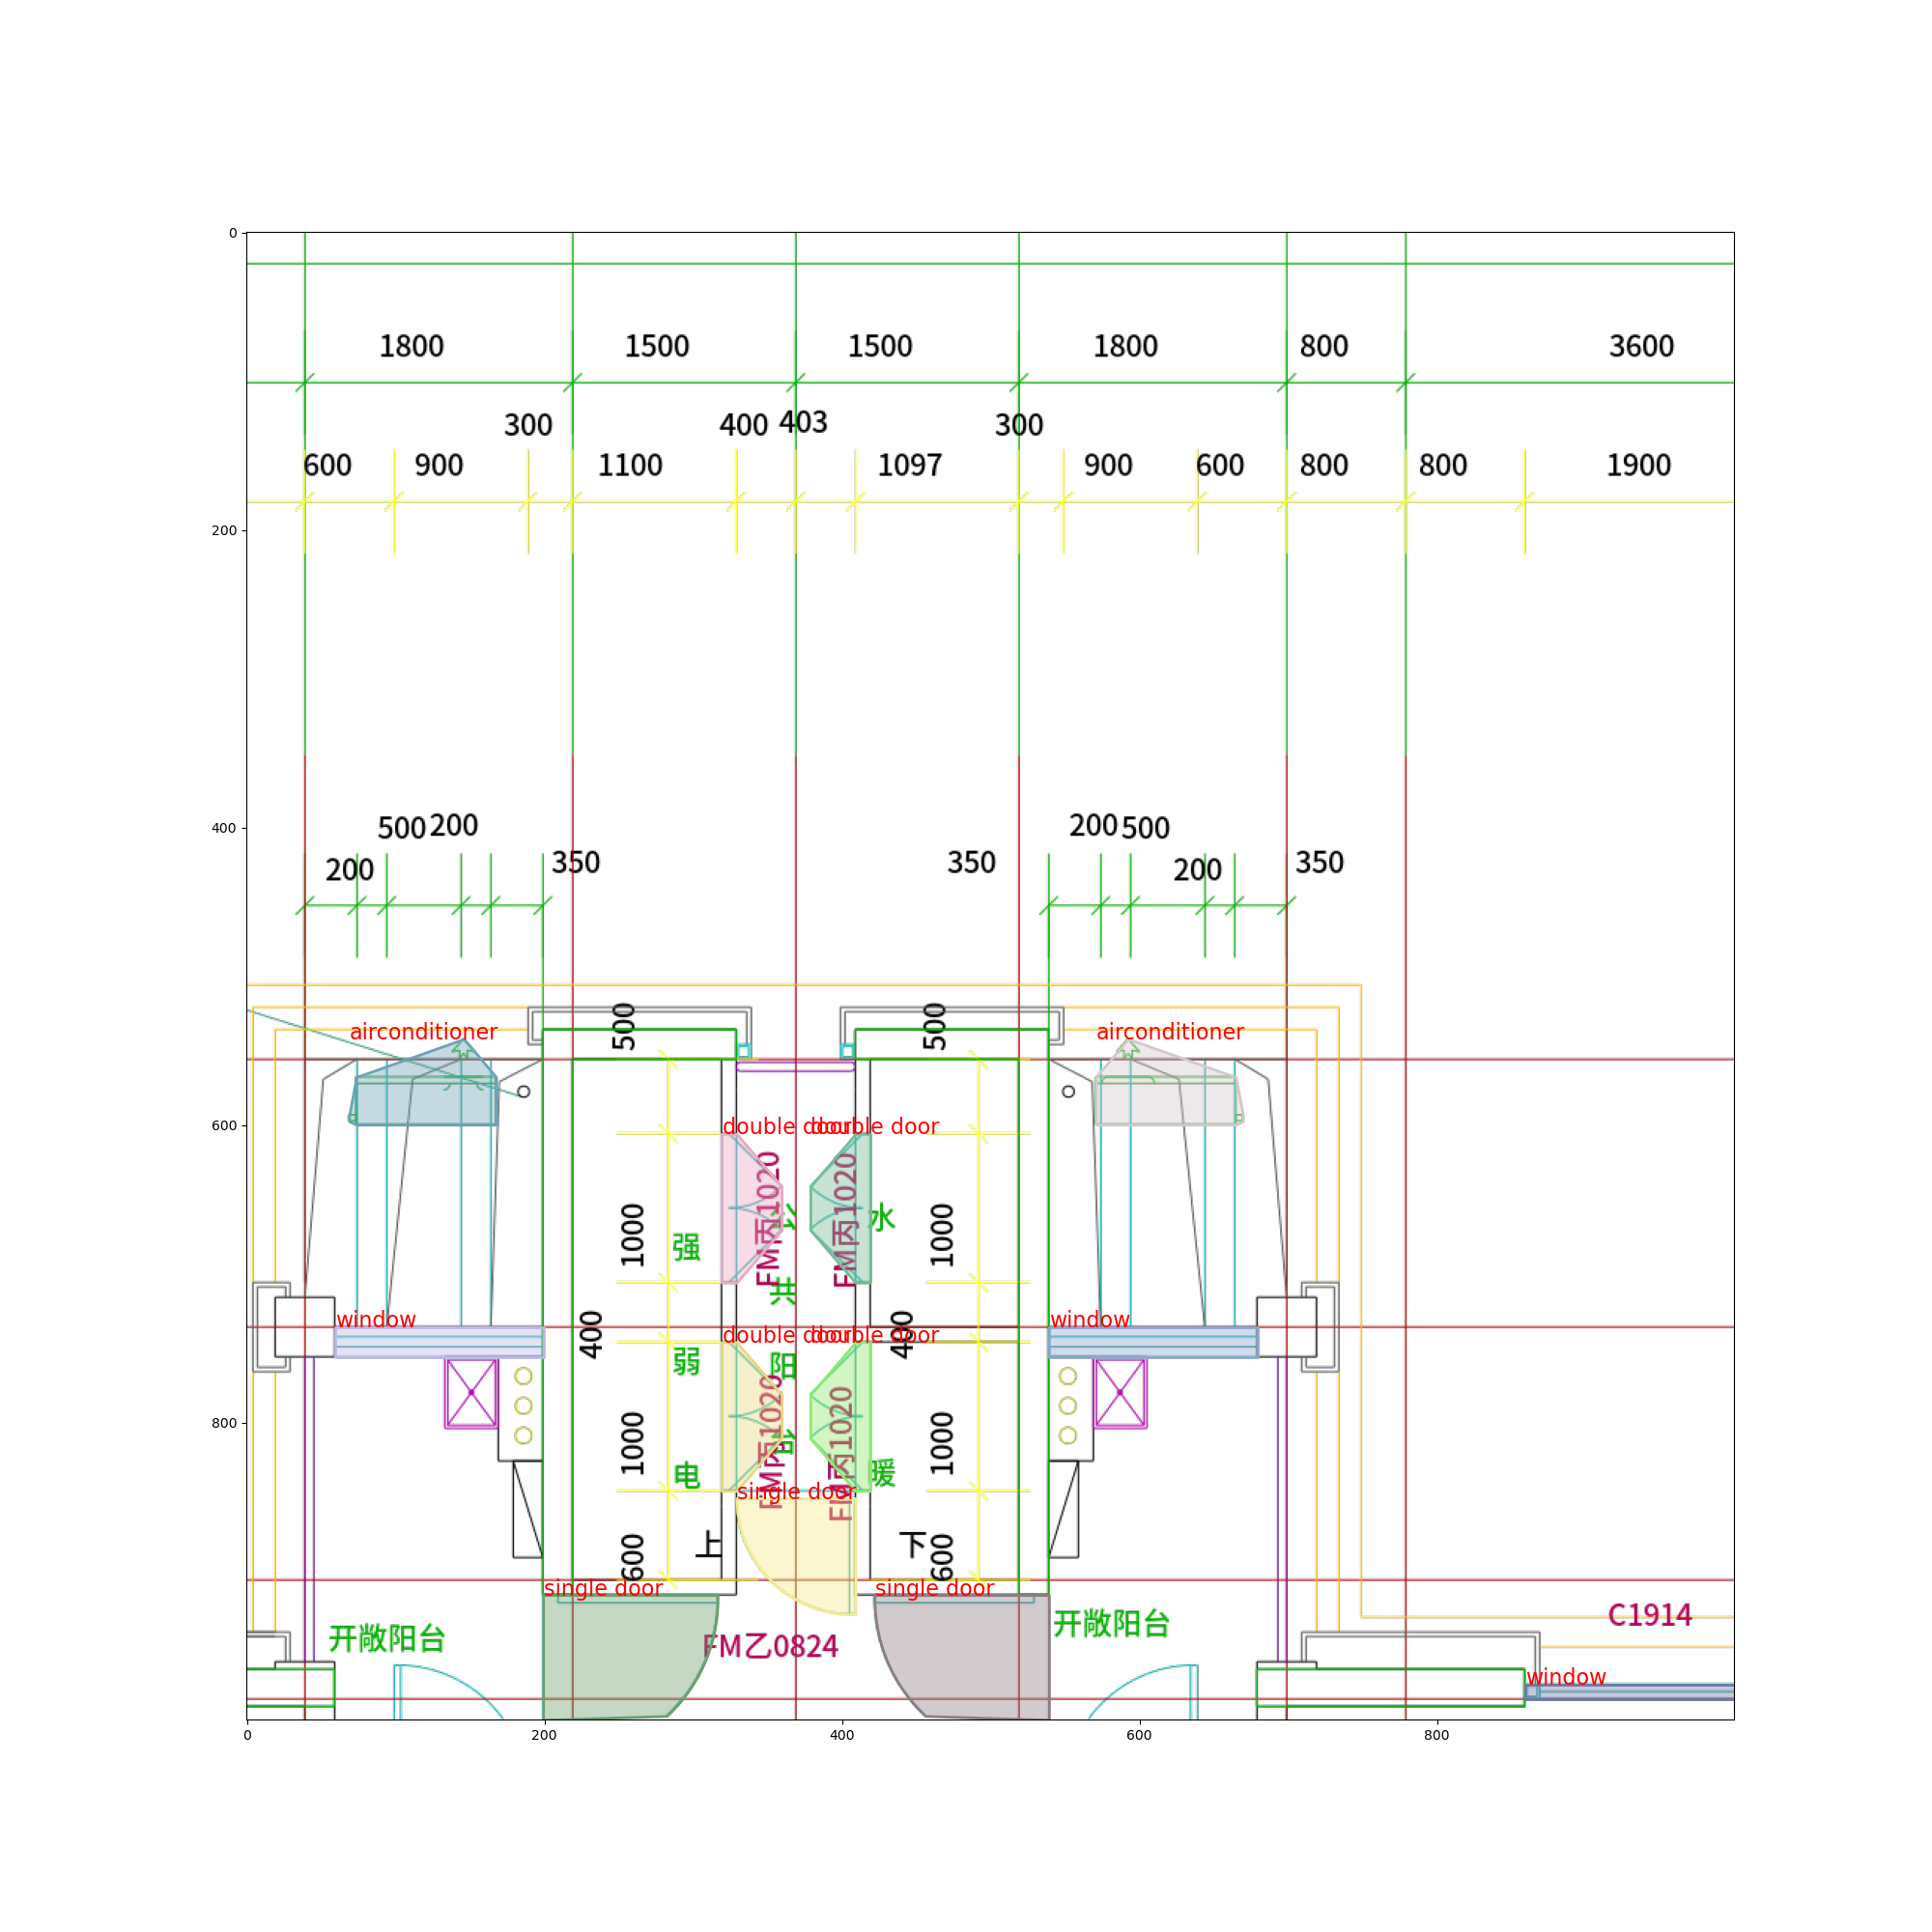 0
1800
1500
1500
1800
800
3600
300
400
403
300
600
900
1100
1097
900
600
800
800
1900
200
500
200
200
350
350
200
500
200
350
400
500
500
airconditioner
airconditioner
600
double door
double door
FM丙1020
FM丙1020
1000
1000
强
公
水
共
window
window
400
400
double door
double door
弱
阳
FM丙1020
FM丙1020
800
1000
1000
台
电
暖
single door
上
下
600
600
single door
single door
开敞阳台
FM乙0824
开敞阳台
C1914
window
0
200
400
600
800